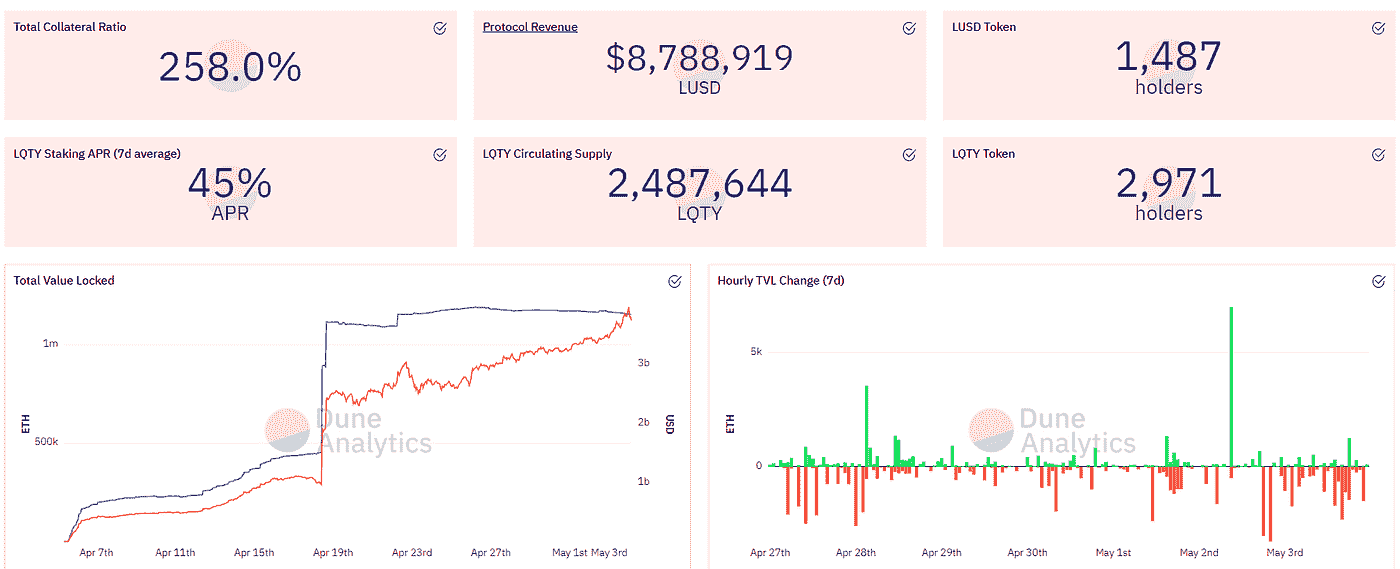 Total Collateral Ratio
258.0%
Protocol Revenue
$8,788,919
LUSD
LUSD Token
1,487
holders
LQTY Staking APR (7d average)
45%
APR
LQTY Circulating Supply
2,487,644
LQTY
LQTY Token
2,971
holders
Total Value Locked
1m
500k
ETH
3b
2b
1b
USD
Dune
Analytics
Apr 7th Apr 11th Apr 15th Apr 19th Apr 23rd Apr 27th May 1st May 3rd
Hourly TVL Change (7d)
5k
0
ETH
Dune
Analytics
Apr 27th Apr 28th Apr 29th Apr 30th May 1st May 2nd May 3rd